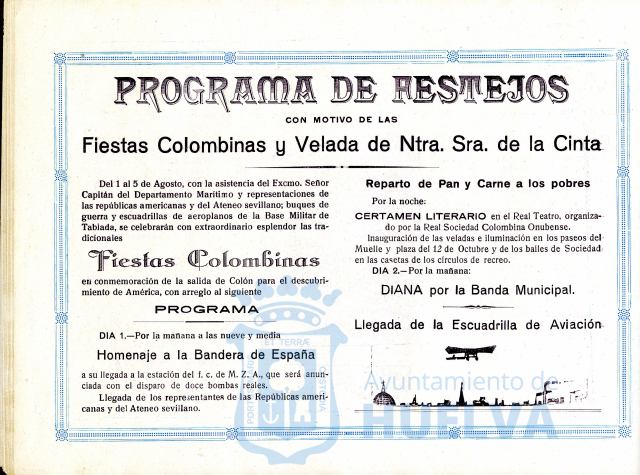 PROGRAMA DE FESTEJOS
CON MOTIVO DE LAS
Fiestas Colombinas y Velada de Ntra. Sra. de la Cinta
Del 1 al 5 de Agosto, con la asistencia del Excmo. Señor
Capitán del Departamento Marítimo y representaciones de
las repúblicas americanas y del Ateneo sevillano; buques de
guerra y escuadrillas de aeroplanos de la Base Militar de
Tablada, se celebrarán con extraordinario esplendor las tra-
dicionales
Fiestas Colombinas
en conmemoración de la salida de Colón para el descubri-
miento de América, con arreglo al siguiente
PROGRAMA
DIA 1.—Por la mañana a las nueve y media
Homenaje a la Bandera de España
a su llegada a la estación del f. c. de M. Z. A., que será anun-
ciada con el disparo de doce bombas reales.
Llegada de los representantes de las Repúblicas ameri-
canas y del Ateneo sevillano.
Reparto de Pan y Carne a los pobres
Por la noche:
CERTAMEN LITERARIO en el Real Teatro, organiza-
do por la Real Sociedad Colombina Onubense.
Inauguración de las veladas e iluminación en los paseos del
Muelle y plaza del 12 de Octubre y de los bailes de Sociedad
en las casetas de los círculos de recreo.
DIA 2.—Por la mañana:
DIANA por la Banda Municipal.
Llegada de la Escuadrilla de Aviación
Ayuntamiento de
HUELVA